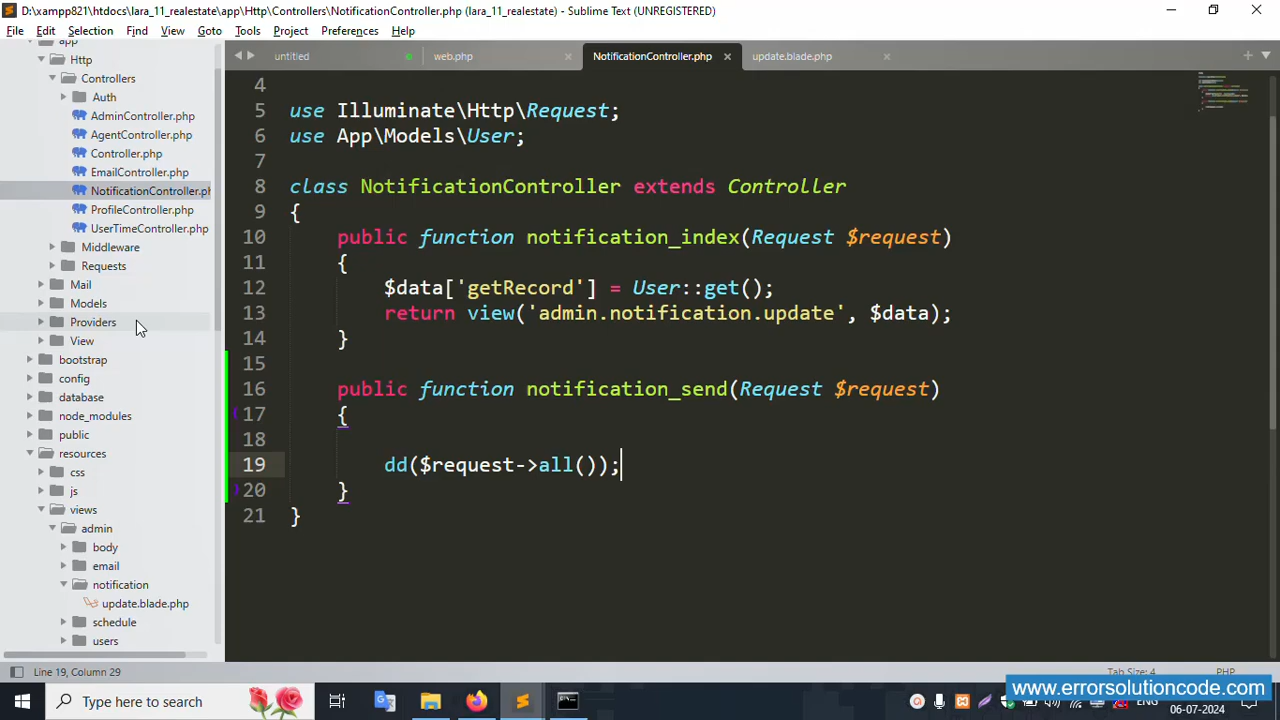 D:\xampp821\htdocs\lara_11_realestate\app\Http\Controllers\NotificationController.php (lara_11_realestate) - Sublime Text (UNREGISTERED)
File Edit Selection Find View Goto Tools Project Preferences Help
untitled web.php NotificationController.php update.blade.php
app
Http
Controllers
Auth
AdminController.php
AgentController.php
Controller.php
EmailController.php
NotificationController.ph
ProfileController.php
UserTimeController.php
Middleware
Requests
Mail
Models
Providers
View
bootstrap
config
database
node_modules
public
resources
css
js
views
admin
body
email
notification
update.blade.php
schedule
users
4
5 use Illuminate\Http\Request;
6 use App\Models\User;
7
8 class NotificationController extends Controller
9 {
10 public function notification_index(Request $request)
11 {
12 $data['getRecord'] = User::get();
13 return view('admin.notification.update', $data);
14 }
15
16 public function notification_send(Request $request)
17 {
18
19 dd($request->all());
20 }
21 }
Line 19, Column 29
Tab Size: 4 PHP
Type here to search
ENG
06-07-2024
www.errorsolutioncode.com